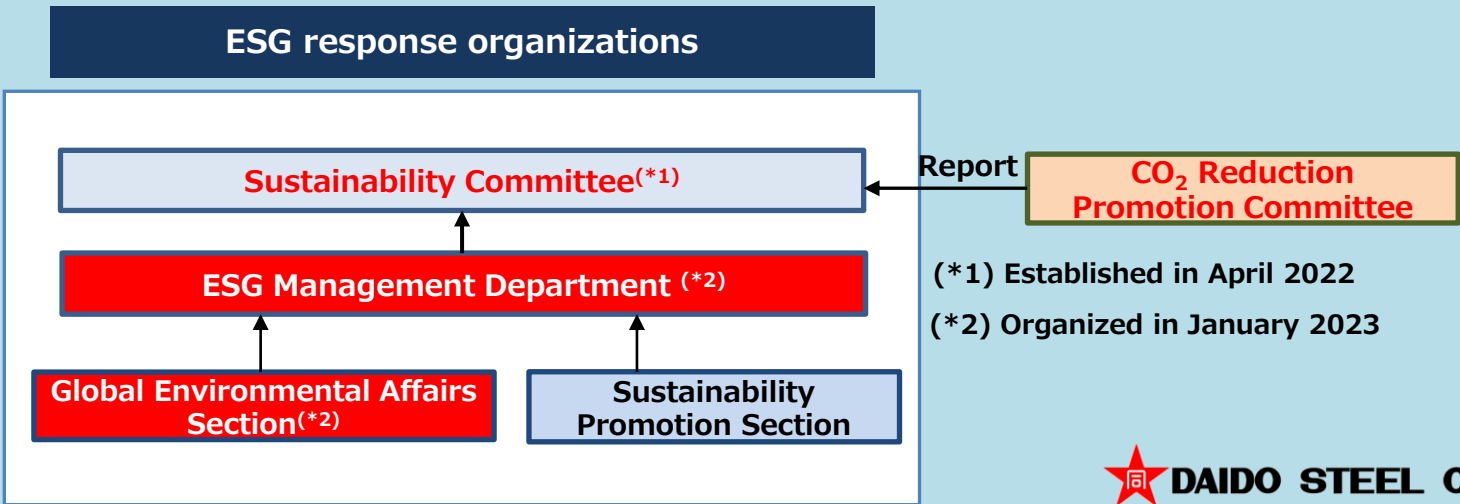 ESG response organizations
Sustainability Committee(*1)
Report
CO₂ Reduction
Promotion Committee
ESG Management Department (*2)
(*1) Established in April 2022
(*2) Organized in January 2023
Global Environmental Affairs
Section(*2)
Sustainability
Promotion Section
同
DAIDO STEEL C